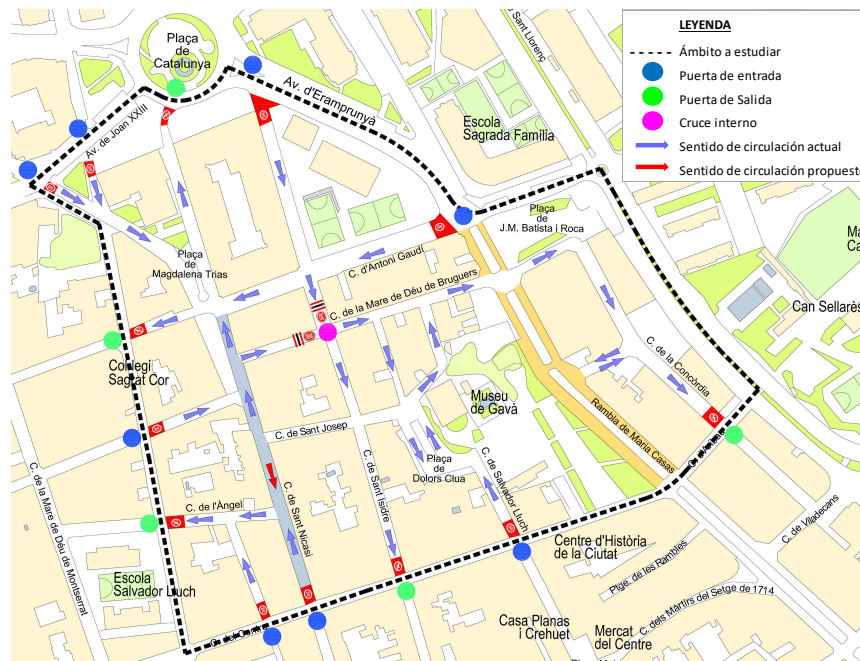 LEYENDA
Ámbito a estudiar
Puerta de entrada
Puerta de Salida
Cruce interno
Sentido de circulación actual
Sentido de circulación propuesto
Plaça
de
Catalunya
Sant Llorenç
Av. d'Eramprunyà
Av. de Joan XXIII
Escola
Sagrada Família
Plaça
de
J.M. Batista i Roca
Ma
Ca
Plaça
de
Magdalena Trias
C. d'Antoni Gaudí
C. de la Mare de Déu de Bruguers
Can Sellarès
Col·legi
Sagrat Cor
C. de la Concòrdia
Museu
de Gavà
Rambla de Maria Casas
C. de Sant Josep
Plaça
de
Dolors Clua
C. de la Mare de Déu de Montserrat
C. de l'Àngel
C. de Sant Nicasi
C. de Sant Isidre
C. de Salvador Lluch
C. de Viladecans
Centre d'Història
de la Ciutat
Escola
Salvador Lluch
Ptge. de les Rambles
C. dels Màrtirs del Setge de 1714
Casa Planas
i Crehuet
Mercat
del Centre